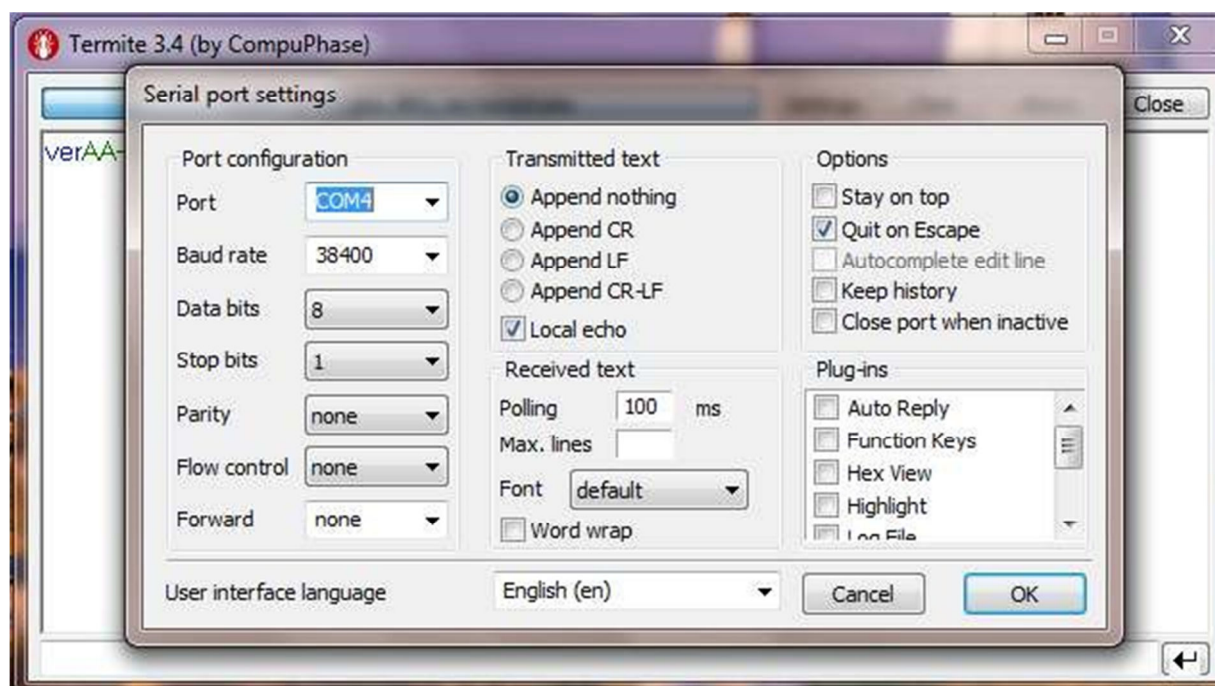 Termite 3.4 (by CompuPhase)
Serial port settings
Close
verAA-
Port configuration
Port COM4
Baud rate 38400
Data bits 8
Stop bits 1
Parity none
Flow control none
Forward none
Transmitted text
Append nothing
Append CR
Append LF
Append CR-LF
Local echo
Received text
Polling 100 ms
Max. lines
Font default
Word wrap
Options
Stay on top
Quit on Escape
Autocomplete edit line
Keep history
Close port when inactive
Plug-ins
Auto Reply
Function Keys
Hex View
Highlight
Log File
User interface language English (en)
Cancel OK